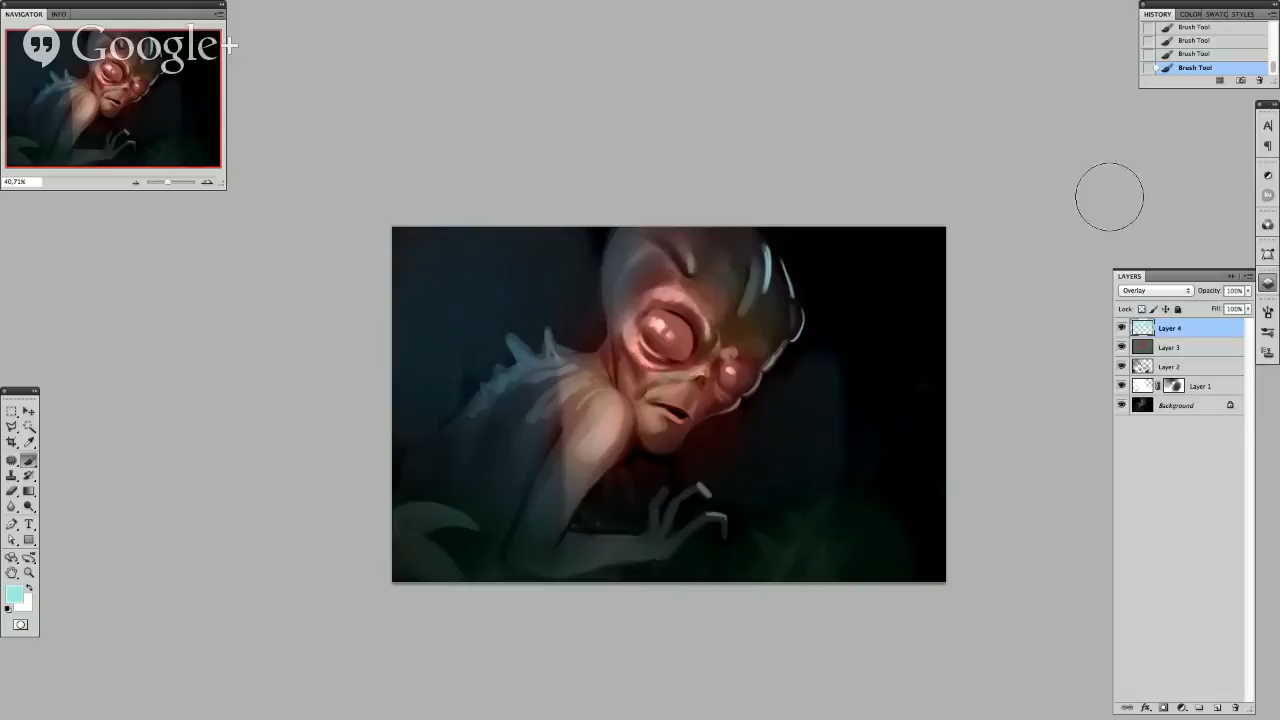 NAVIGATOR INFO
Google+
40,71%
HISTORY COLOR SWATC STYLES
Brush Tool
Brush Tool
Brush Tool
Brush Tool
LAYERS
Overlay Opacity: 100%
Lock: Fill: 100%
Layer 4
Layer 3
Layer 2
Layer 1
Background